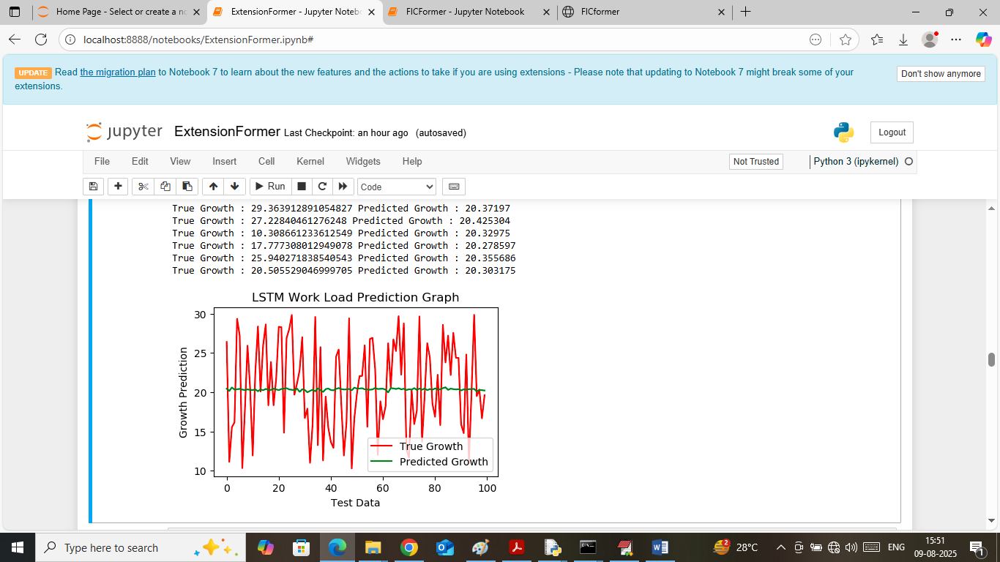 Home Page - Select or create a no
ExtensionFormer - Jupyter Noteb
FICFormer - Jupyter Notebook
FICformer
localhost:8888/notebooks/ExtensionFormer.ipynb#
UPDATE Read the migration plan to Notebook 7 to learn about the new features and the actions to take if you are using extensions - Please note that updating to Notebook 7 might break some of your
extensions.
Don't show anymore
jupyter ExtensionFormer Last Checkpoint: an hour ago (autosaved)
Logout
File Edit View Insert Cell Kernel Widgets Help
Not Trusted
Python 3 (ipykernel)
Run
Code
True Growth : 29.363912891054827 Predicted Growth : 20.37197
True Growth : 27.22840461276248 Predicted Growth : 20.425304
True Growth : 10.308661233612549 Predicted Growth : 20.32975
True Growth : 17.777308012949078 Predicted Growth : 20.278597
True Growth : 25.940271838540543 Predicted Growth : 20.355686
True Growth : 20.505529046999705 Predicted Growth : 20.303175
LSTM Work Load Prediction Graph
30
25
20
15
10
Growth Prediction
True Growth
Predicted Growth
0 20 40 60 80 100
Test Data
Type here to search
2
28°C
ENG
15:51
09-08-2025
1